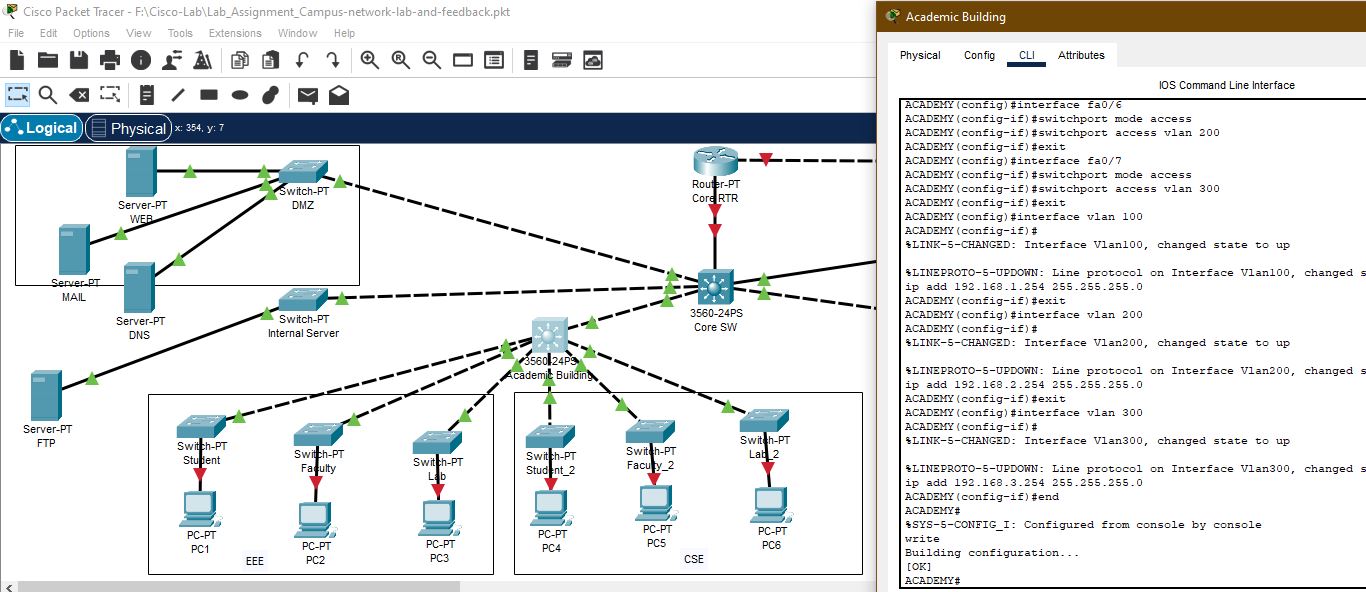 Cisco Packet Tracer - F:\Cisco-Lab\Lab_Assignment_Campus-network-lab-and-feedback.pkt
File Edit Options View Tools Extensions Window Help
Logical
Physical
x: 354, y: 7
Server-PT
WEB
Switch-PT
DMZ
Server-PT
MAIL
Server-PT
DNS
Switch-PT
Internal Server
Server-PT
FTP
Router-PT
Core RTR
3560-24PS
Core SW
3560-24PS
Academic Building
Switch-PT
Student
Switch-PT
Faculty
Switch-PT
Lab
Switch-PT
Student_2
Switch-PT
Faculty_2
Switch-PT
Lab_2
PC-PT
PC1
PC-PT
PC2
PC-PT
PC3
EEE
PC-PT
PC4
PC-PT
PC5
PC-PT
PC6
CSE
Academic Building
Physical Config CLI Attributes
IOS Command Line Interface
ACADEMY(config)#interface fa0/6
ACADEMY(config-if)#switchport mode access
ACADEMY(config-if)#switchport access vlan 200
ACADEMY(config-if)#exit
ACADEMY(config)#interface fa0/7
ACADEMY(config-if)#switchport mode access
ACADEMY(config-if)#switchport access vlan 300
ACADEMY(config-if)#exit
ACADEMY(config)#interface vlan 100
ACADEMY(config-if)#
%LINK-5-CHANGED: Interface Vlan100, changed state to up
%LINEPROTO-5-UPDOWN: Line protocol on Interface Vlan100, changed s
ip add 192.168.1.254 255.255.255.0
ACADEMY(config-if)#exit
ACADEMY(config)#interface vlan 200
ACADEMY(config-if)#
%LINK-5-CHANGED: Interface Vlan200, changed state to up
%LINEPROTO-5-UPDOWN: Line protocol on Interface Vlan200, changed s
ip add 192.168.2.254 255.255.255.0
ACADEMY(config-if)#exit
ACADEMY(config)#interface vlan 300
ACADEMY(config-if)#
%LINK-5-CHANGED: Interface Vlan300, changed state to up
%LINEPROTO-5-UPDOWN: Line protocol on Interface Vlan300, changed s
ip add 192.168.3.254 255.255.255.0
ACADEMY(config-if)#end
ACADEMY#
%SYS-5-CONFIG_I: Configured from console by console
write
Building configuration...
[OK]
ACADEMY#